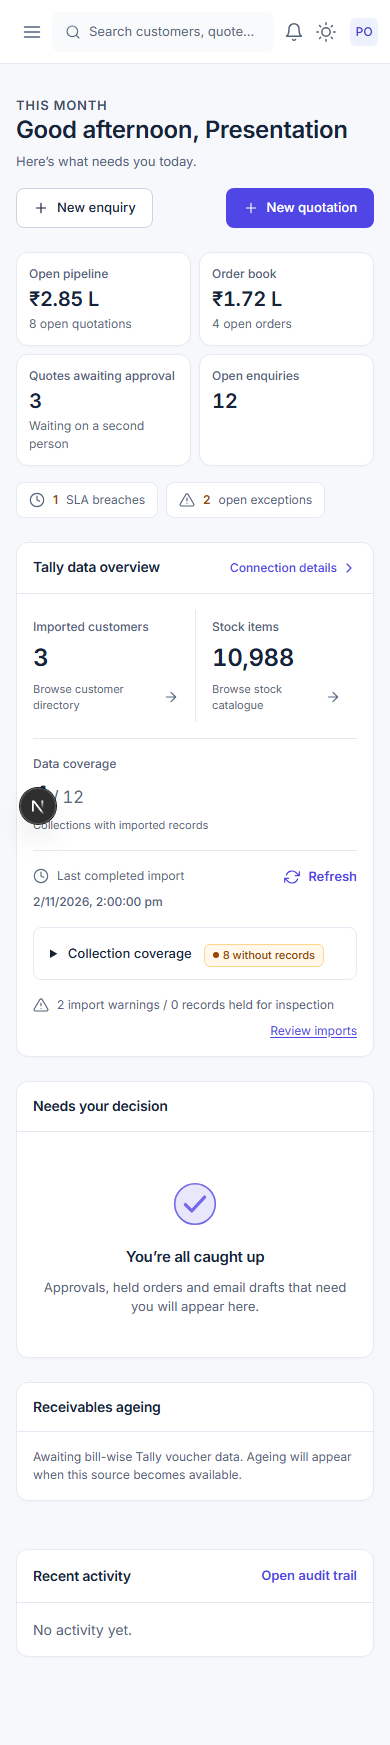 Search customers, quote...
PO
THIS MONTH
Good afternoon, Presentation
Here's what needs you today.
New enquiry
New quotation
Open pipeline
₹2.85 L
8 open quotations
Order book
₹1.72 L
4 open orders
Quotes awaiting approval
3
Waiting on a second
person
Open enquiries
12
1 SLA breaches
2 open exceptions
Tally data overview
Connection details
Imported customers
3
Browse customer
directory
Stock items
10,988
Browse stock
catalogue
Data coverage
/ 12
N
Collections with imported records
Last completed import
Refresh
2/11/2026, 2:00:00 pm
Collection coverage
8 without records
2 import warnings / 0 records held for inspection
Review imports
Needs your decision
You're all caught up
Approvals, held orders and email drafts that need
you will appear here.
Receivables ageing
Awaiting bill-wise Tally voucher data. Ageing will appear
when this source becomes available.
Recent activity
Open audit trail
No activity yet.